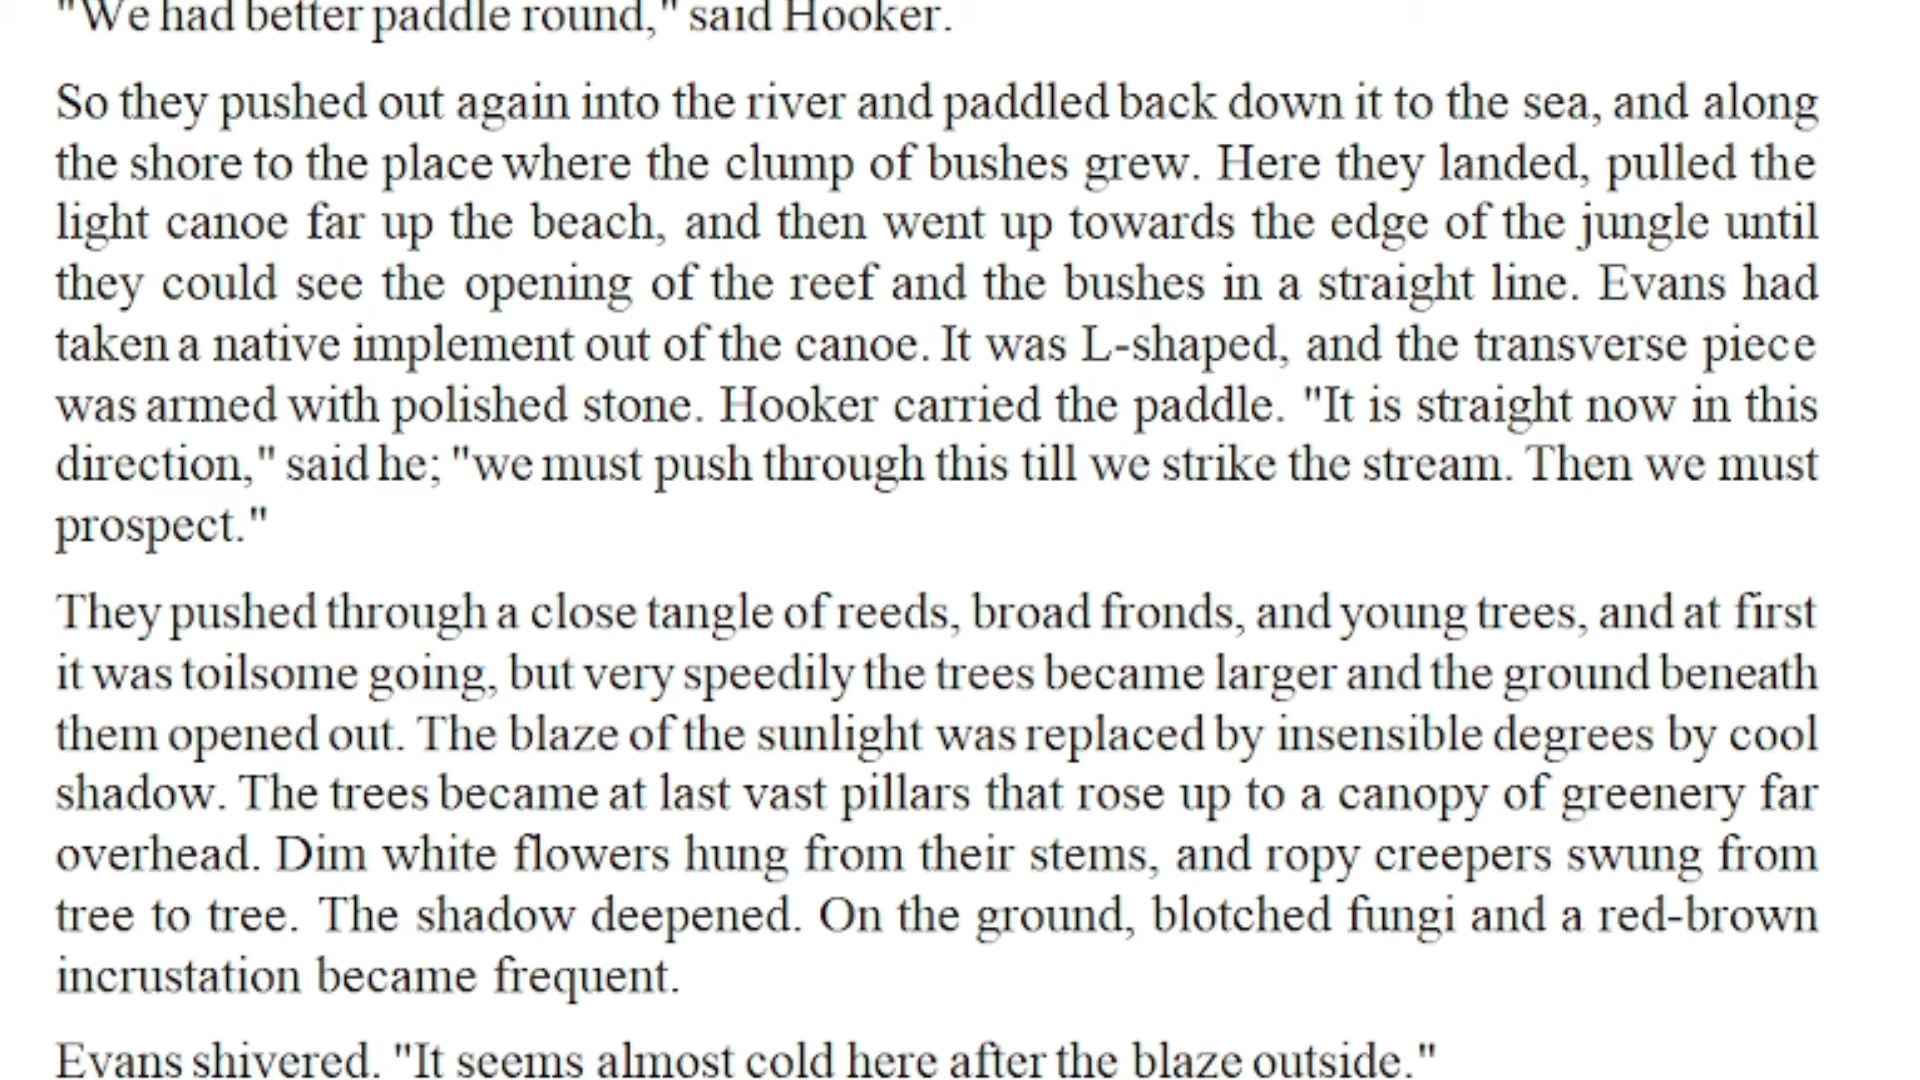 "We had better paddle round," said Hooker.
So they pushed out again into the river and paddled back down it to the sea, and along
the shore to the place where the clump of bushes grew. Here they landed, pulled the
light canoe far up the beach, and then went up towards the edge of the jungle until
they could see the opening of the reef and the bushes in a straight line. Evans had
taken a native implement out of the canoe. It was L-shaped, and the transverse piece
was armed with polished stone. Hooker carried the paddle. "It is straight now in this
direction," said he; "we must push through this till we strike the stream. Then we must
prospect."
They pushed through a close tangle of reeds, broad fronds, and young trees, and at first
it was toilsome going, but very speedily the trees became larger and the ground beneath
them opened out. The blaze of the sunlight was replaced by insensible degrees by cool
shadow. The trees became at last vast pillars that rose up to a canopy of greenery far
overhead. Dim white flowers hung from their stems, and ropy creepers swung from
tree to tree. The shadow deepened. On the ground, blotched fungi and a red-brown
incrustation became frequent.
Evans shivered. "It seems almost cold here after the blaze outside."